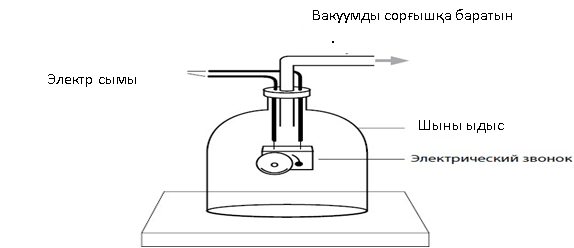 Вакуумды сорғышқа баратын
.
Электр сымы
Шыны ыдыс
Электрический звонок